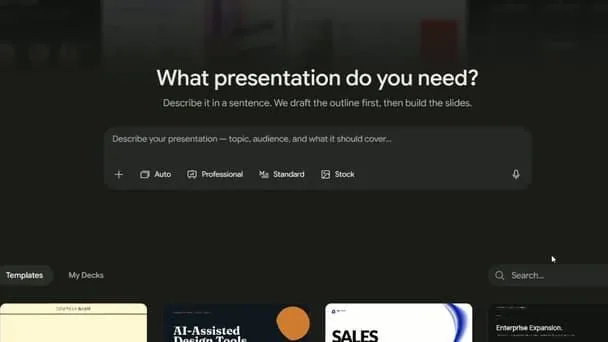 What presentation do you need?
Describe it in a sentence. We draft the outline first, then build the slides.
Describe your presentation — topic, audience, and what it should cover...
Auto Professional Standard Stock
Templates My Decks Search...
AI-Assisted
Design Tools
SALES
Enterprise Expansion.